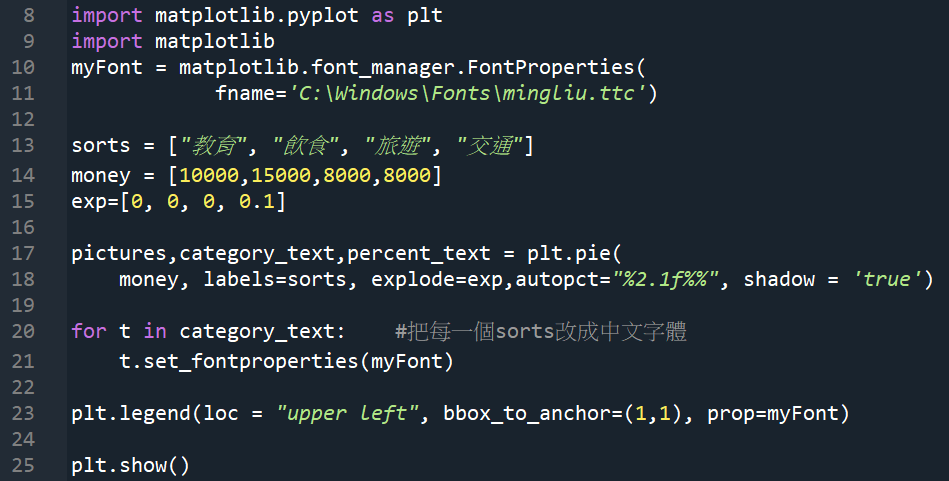 8 import matplotlib.pyplot as plt
9 import matplotlib
10 myFont = matplotlib.font_manager.FontProperties(
11             fname='C:\Windows\Fonts\mingliu.ttc')
12
13 sorts = ["教育", "飲食", "旅遊", "交通"]
14 money = [10000,15000,8000,8000]
15 exp=[0, 0, 0, 0.1]
16
17 pictures,category_text,percent_text = plt.pie(
18     money, labels=sorts, explode=exp,autopct="%2.1f%%", shadow = 'true')
19
20 for t in category_text:    #把每一個sorts改成中文字體
21     t.set_fontproperties(myFont)
22
23 plt.legend(loc = "upper left", bbox_to_anchor=(1,1), prop=myFont)
24
25 plt.show()